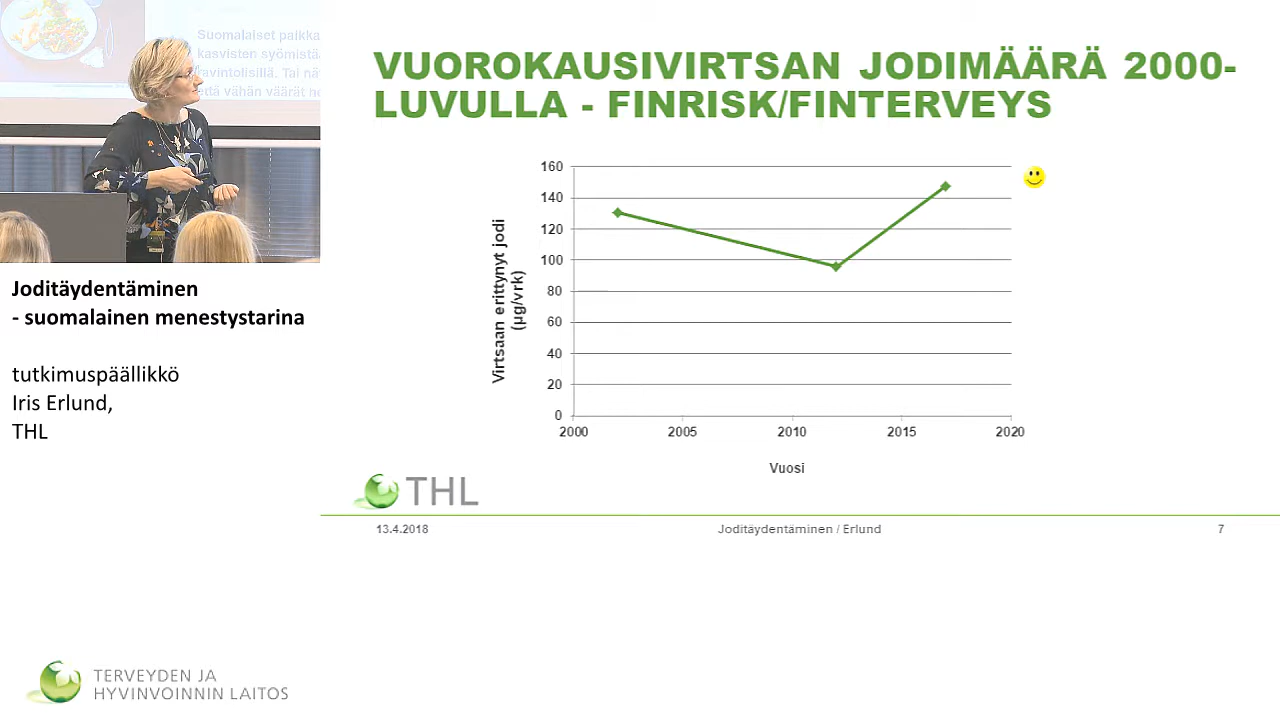 Suomalaiset paikka
kasvisten syömistä
ravintolisillä. Tai nä
että vähän väärät
VUOROKAUSIVIRTSAN JODIMÄÄRÄ 2000-
LUVULLA - FINRISK/FINTERVEYS
Virtsaan erittynyt jodi
(µg/vrk)
160
140
120
100
80
60
40
20
0
2000 2005 2010 2015 2020
Vuosi
THL
13.4.2018 Joditäydentäminen / Erlund 7
Joditäydentäminen
- suomalainen menestystarina
tutkimuspäällikkö
Iris Erlund,
THL
TERVEYDEN JA
HYVINVOINNIN LAITOS